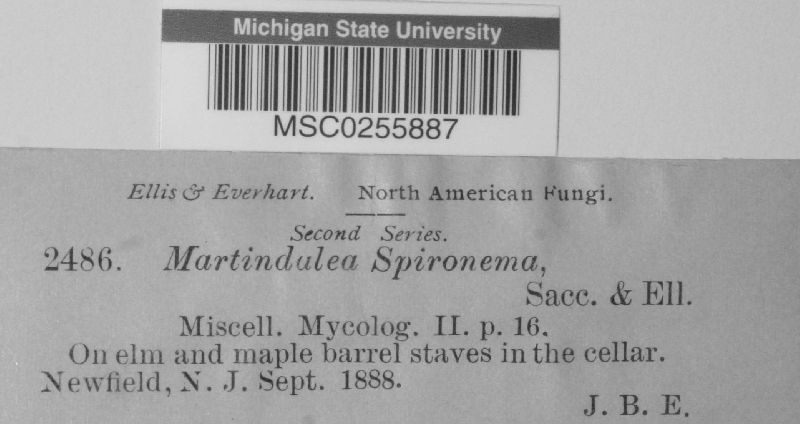 Michigan State University
MSC0255887
Ellis & Everhart. North American Fungi.
Second Series.
2486. Martindalea Spironema,
Sacc. & Ell.
Miscell. Mycolog. II. p. 16.
On elm and maple barrel staves in the cellar.
Newfield, N. J. Sept. 1888.
J. B. E.